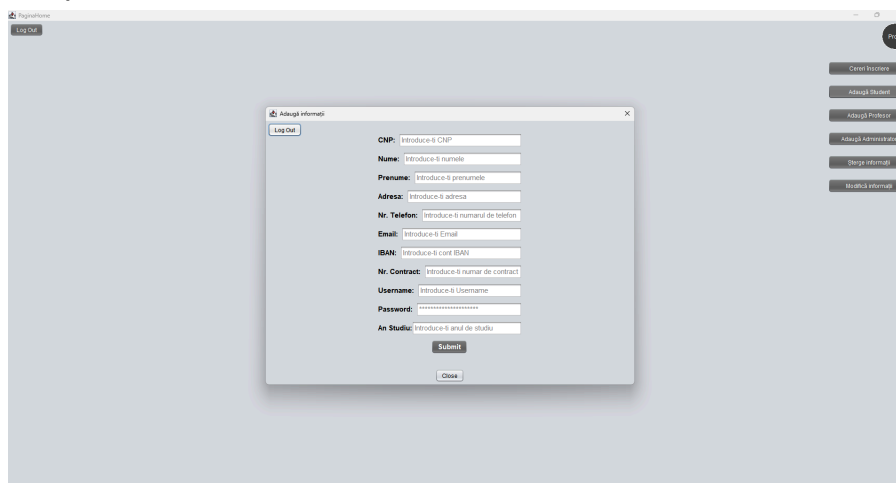 PaginaHome
Log Out
Cereri Inscriere
Adaugă Student
Adaugă Profesor
Adaugă Administrator
Șterge informații
Modifică informații
Adaugă informații
Log Out
CNP: Introduce-ti CNP
Nume: Introduce-ti numele
Prenume: Introduce-ti prenumele
Adresa: Introduce-ti adresa
Nr. Telefon: Introduce-ti numarul de telefon
Email: Introduce-ti Email
IBAN: Introduce-ti cont IBAN
Nr. Contract: Introduce-ti numar de contract
Username: Introduce-ti Username
Password: ********************
An Studiu: Introduce-ti anul de studiu
Submit
Close